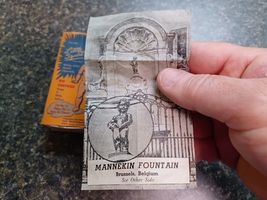 MANNEKIN FOUNTAIN
Brussels, Belgium
See Other Side